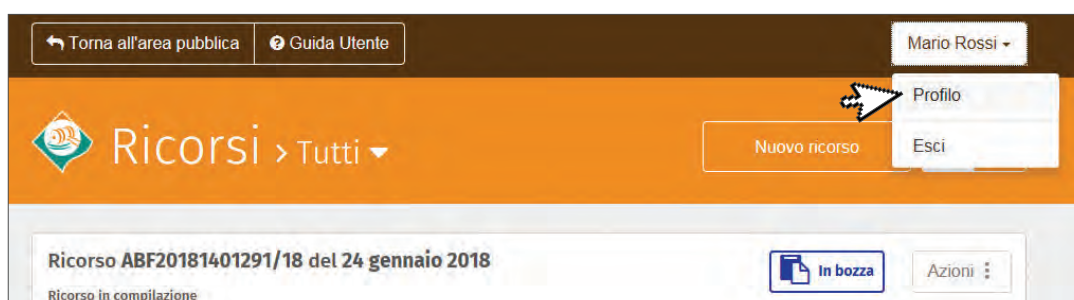 Torna all'area pubblica
Guida Utente
Mario Rossi
Profilo
Esci
Ricorsi > Tutti
Nuovo ricorso
Ricorso ABF20181401291/18 del 24 gennaio 2018
In bozza
Azioni
Ricorso in compilazione